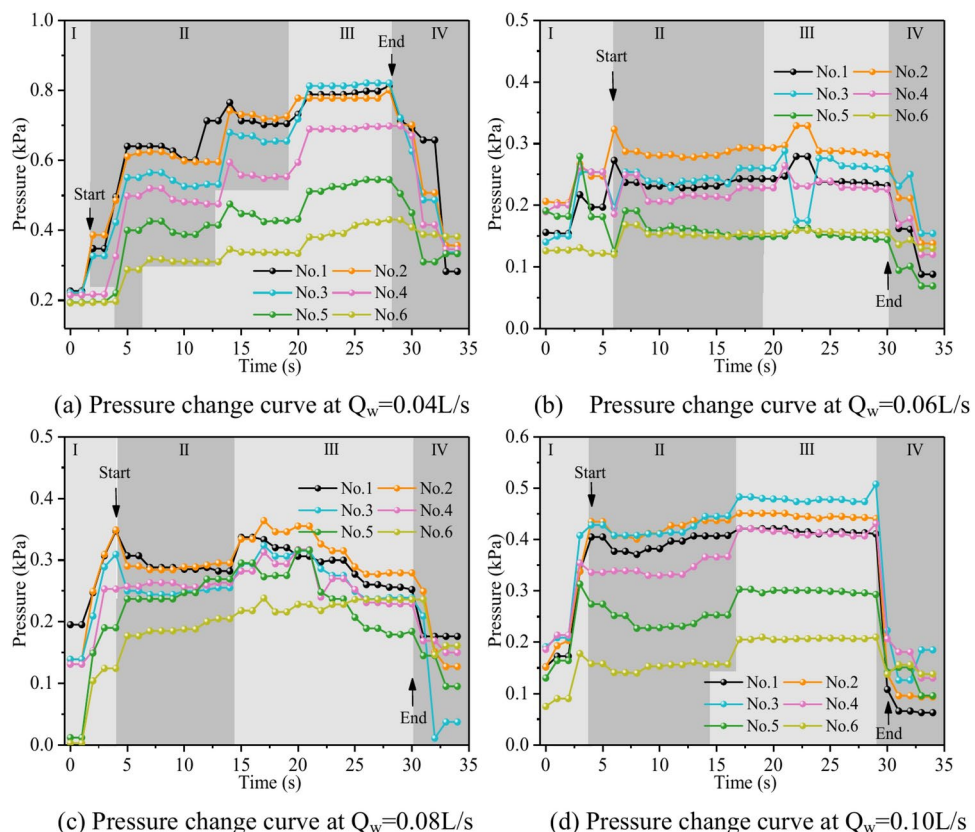 I II III IV
Start
End
Pressure (kPa)
1.0
0.8
0.6
0.4
0.2
No.1 No.2
No.3 No.4
No.5 No.6
0 5 10 15 20 25 30 35
Time (s)
(a) Pressure change curve at Qw=0.04L/s
I II III IV
Start
End
Pressure (kPa)
0.5
0.4
0.3
0.2
0.1
0.0
No.1 No.2
No.3 No.4
No.5 No.6
0 5 10 15 20 25 30 35
Time (s)
(b) Pressure change curve at Qw=0.06L/s
I II III IV
Start
End
Pressure (kPa)
0.5
0.4
0.3
0.2
0.1
0.0
No.1 No.2
No.3 No.4
No.5 No.6
0 5 10 15 20 25 30 35
Time (s)
(c) Pressure change curve at Qw=0.08L/s
I II III IV
Start
End
Pressure (kPa)
0.6
0.5
0.4
0.3
0.2
0.1
0.0
No.1 No.2
No.3 No.4
No.5 No.6
0 5 10 15 20 25 30 35
Time (s)
(d) Pressure change curve at Qw=0.10L/s